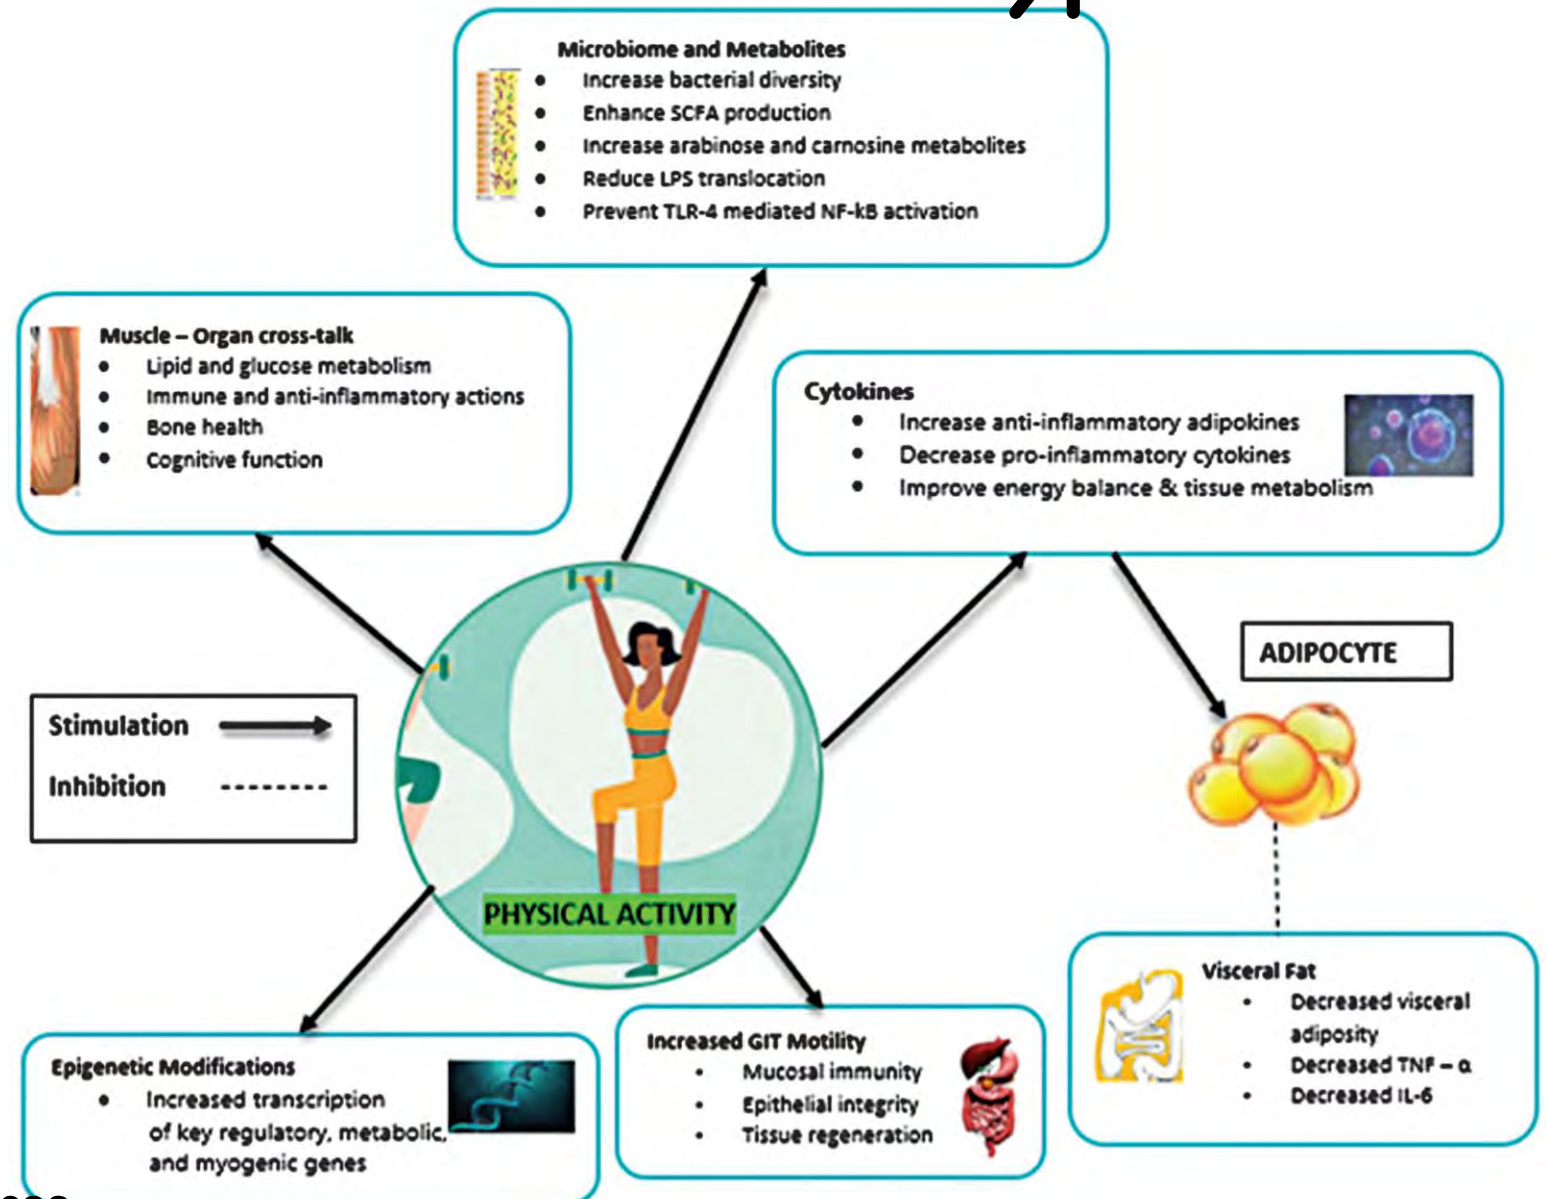 Microbiome and Metabolites
• Increase bacterial diversity
• Enhance SCFA production
• Increase arabinose and carnosine metabolites
• Reduce LPS translocation
• Prevent TLR-4 mediated NF-kB activation
Muscle – Organ cross-talk
• Lipid and glucose metabolism
• Immune and anti-inflammatory actions
• Bone health
• Cognitive function
Cytokines
• Increase anti-inflammatory adipokines
• Decrease pro-inflammatory cytokines
• Improve energy balance & tissue metabolism
ADIPOCYTE
Stimulation
Inhibition
PHYSICAL ACTIVITY
Visceral Fat
• Decreased visceral
adiposity
• Decreased TNF – α
• Decreased IL-6
Increased GIT Motility
• Mucosal immunity
• Epithelial integrity
• Tissue regeneration
Epigenetic Modifications
• Increased transcription
of key regulatory, metabolic,
and myogenic genes